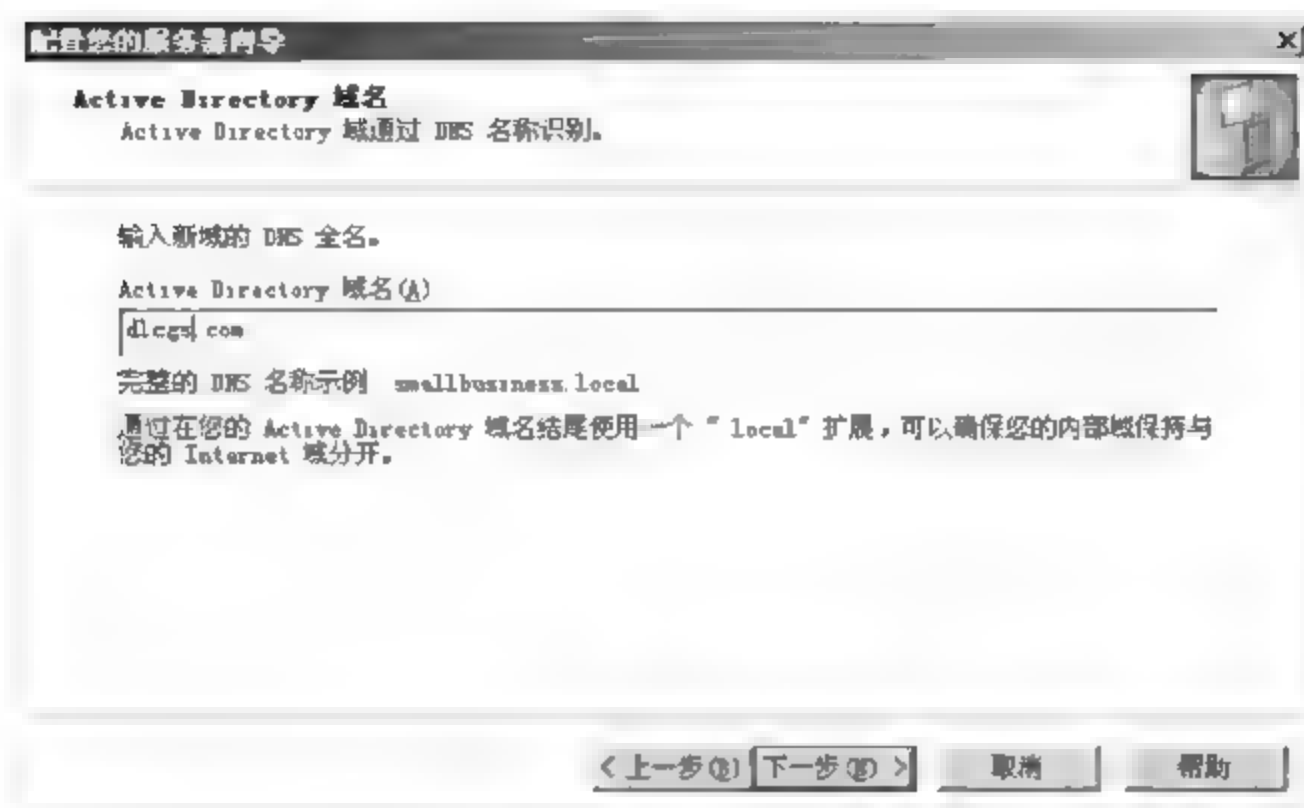 配置您的服务器向导
Active Directory 域名
Active Directory 域通过 DNS 名称识别。
输入新域的 DNS 全名。
Active Directory 域名(A)
dlcgs.com
完整的 DNS 名称示例 smallbusiness.local
通过在您的 Active Directory 域名结尾使用一个 ".local" 扩展,可以确保您的内部域保持与
您的 Internet 域分开。
< 上一步(B) 下一步(N) > 取消 帮助